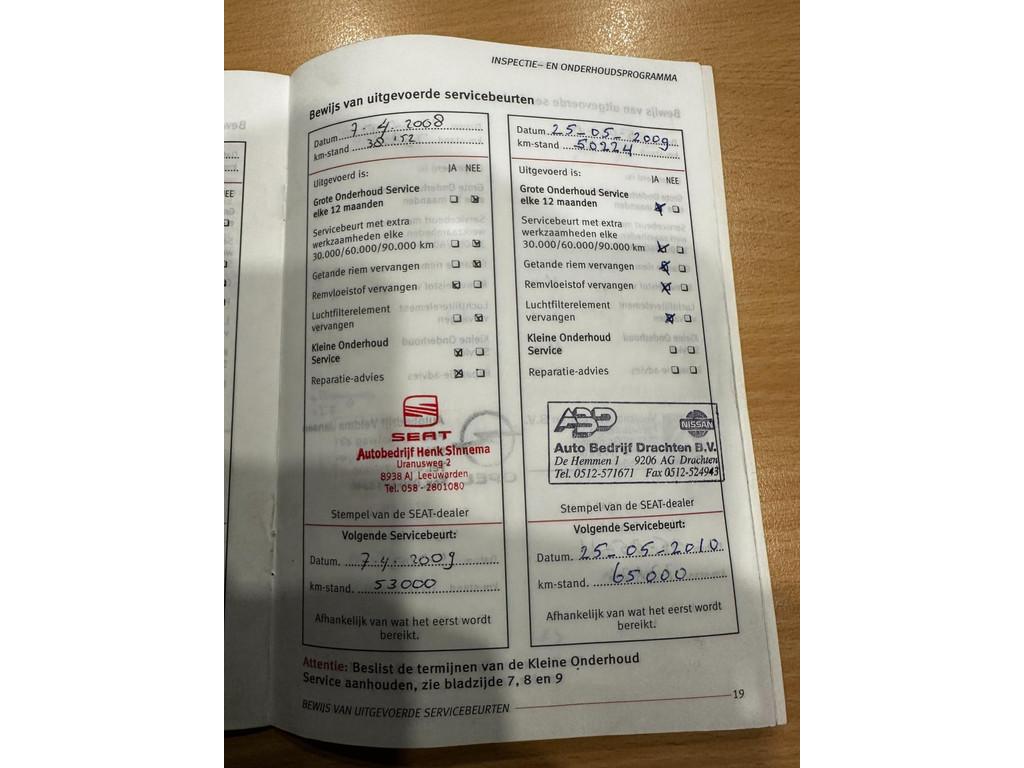 INSPECTIE– EN ONDERHOUDSPROGRAMMA
Bewijs van uitgevoerde servicebeurten
Datum 7-4-2008
km-stand 38152
Uitgevoerd is: JA NEE
Grote Onderhoud Service
elke 12 maanden
Servicebeurt met extra
werkzaamheden elke
30.000/60.000/90.000 km
Getande riem vervangen
Remvloeistof vervangen
Luchtfilterelement
vervangen
Kleine Onderhoud
Service
Reparatie-advies
SEAT
Autobedrijf Henk Sinnema
Uranusweg 2
8938 AJ Leeuwarden
Tel. 058 - 2801080
Stempel van de SEAT-dealer
Volgende Servicebeurt:
Datum. 7-4-2009
km-stand. 53000
Afhankelijk van wat het eerst wordt
bereikt.
Datum 25-05-2009
km-stand 50224
Uitgevoerd is: JA NEE
Grote Onderhoud Service
elke 12 maanden
Servicebeurt met extra
werkzaamheden elke
30.000/60.000/90.000 km
Getande riem vervangen
Remvloeistof vervangen
Luchtfilterelement
vervangen
Kleine Onderhoud
Service
Reparatie-advies
ABD NISSAN
Auto Bedrijf Drachten B.V.
De Hemmen 1 9206 AG Drachten
Tel. 0512-571671 Fax 0512-524943
Stempel van de SEAT-dealer
Volgende Servicebeurt:
Datum. 25-05-2010
km-stand. 65000
Afhankelijk van wat het eerst wordt
bereikt.
Attentie: Beslist de termijnen van de Kleine Onderhoud
Service aanhouden, zie bladzijde 7, 8 en 9
BEWIJS VAN UITGEVOERDE SERVICEBEURTEN 19